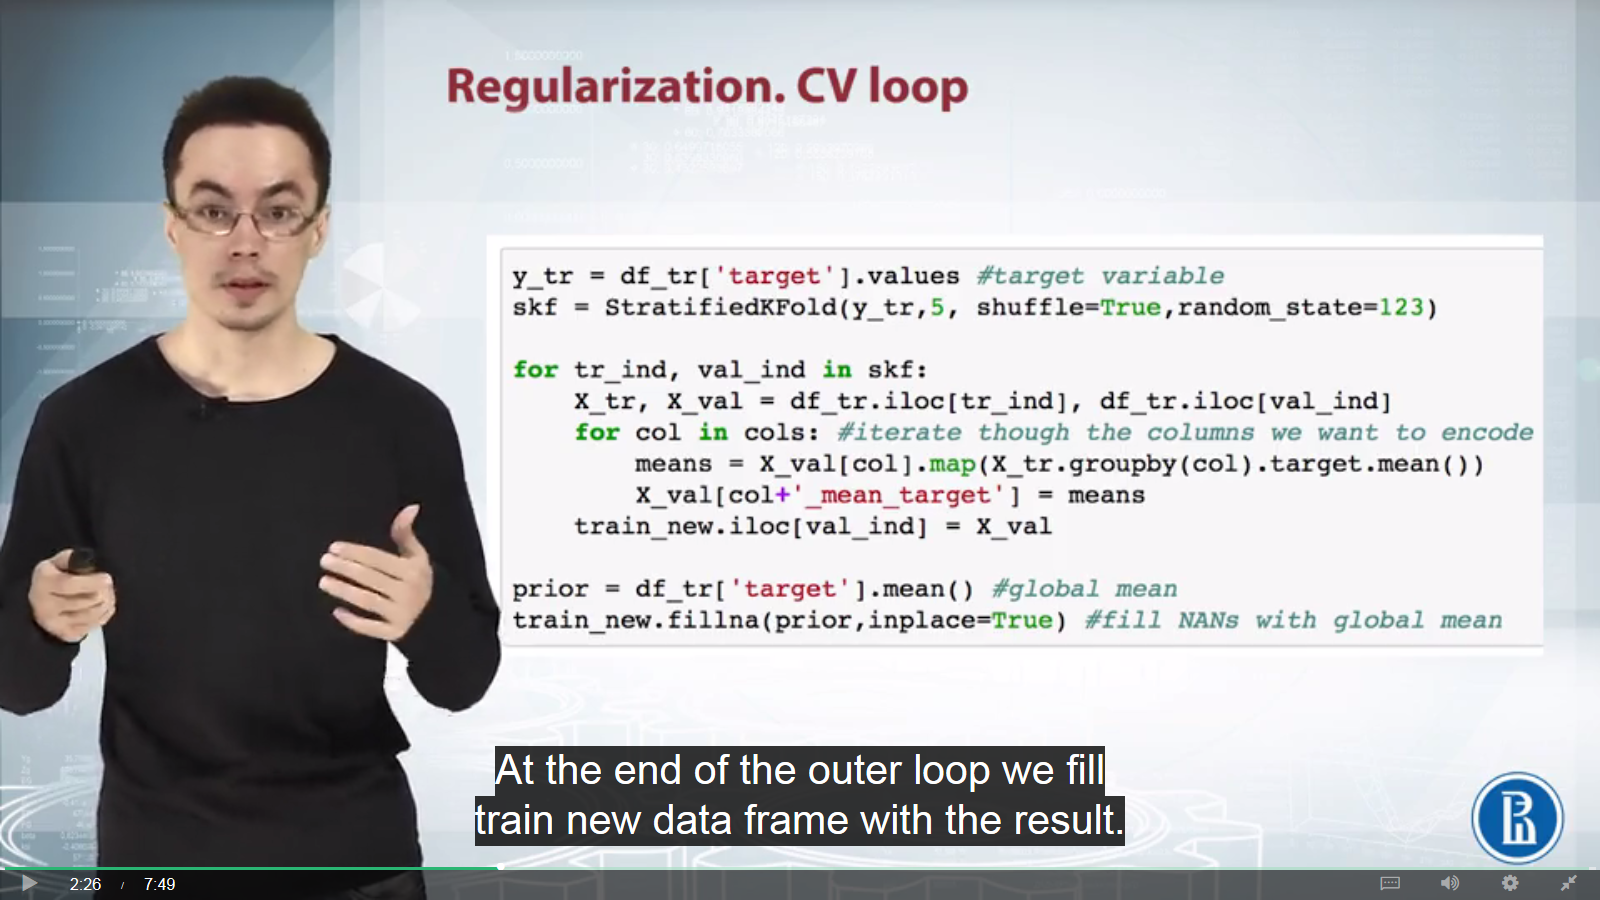 Regularization. CV loop
y_tr = df_tr['target'].values #target variable
skf = StratifiedKFold(y_tr,5, shuffle=True,random_state=123)
for tr_ind, val_ind in skf:
X_tr, X_val = df_tr.iloc[tr_ind], df_tr.iloc[val_ind]
for col in cols: #iterate though the columns we want to encode
means = X_val[col].map(X_tr.groupby(col).target.mean())
X_val[col+'_mean_target'] = means
train_new.iloc[val_ind] = X_val
prior = df_tr['target'].mean() #global mean
train_new.fillna(prior,inplace=True) #fill NANs with global mean
At the end of the outer loop we fill
train new data frame with the result.
2:26 / 7:49